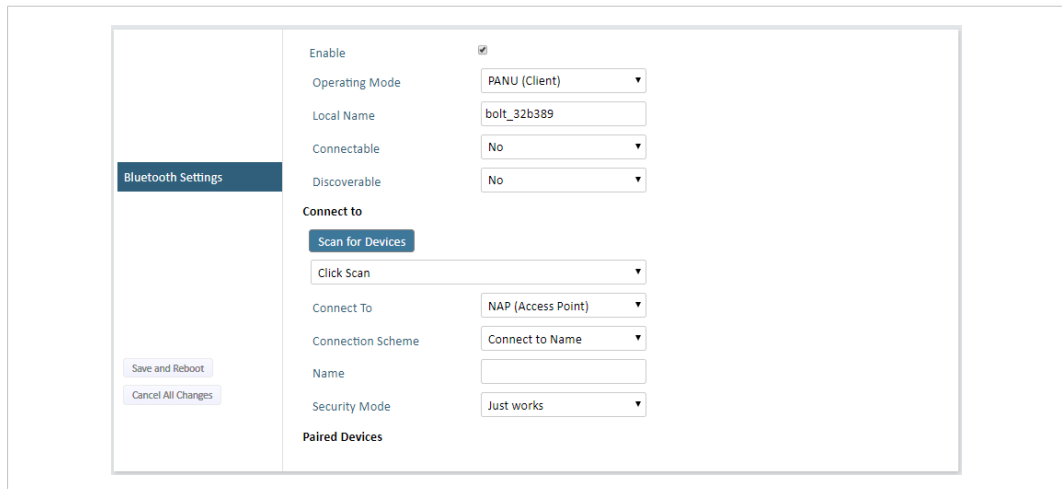 Enable
Operating Mode PANU (Client)
Local Name bolt_32b389
Connectable No
Bluetooth Settings
Discoverable No
Connect to
Scan for Devices
Click Scan
Connect To NAP (Access Point)
Connection Scheme Connect to Name
Save and Reboot
Name
Cancel All Changes
Security Mode Just works
Paired Devices